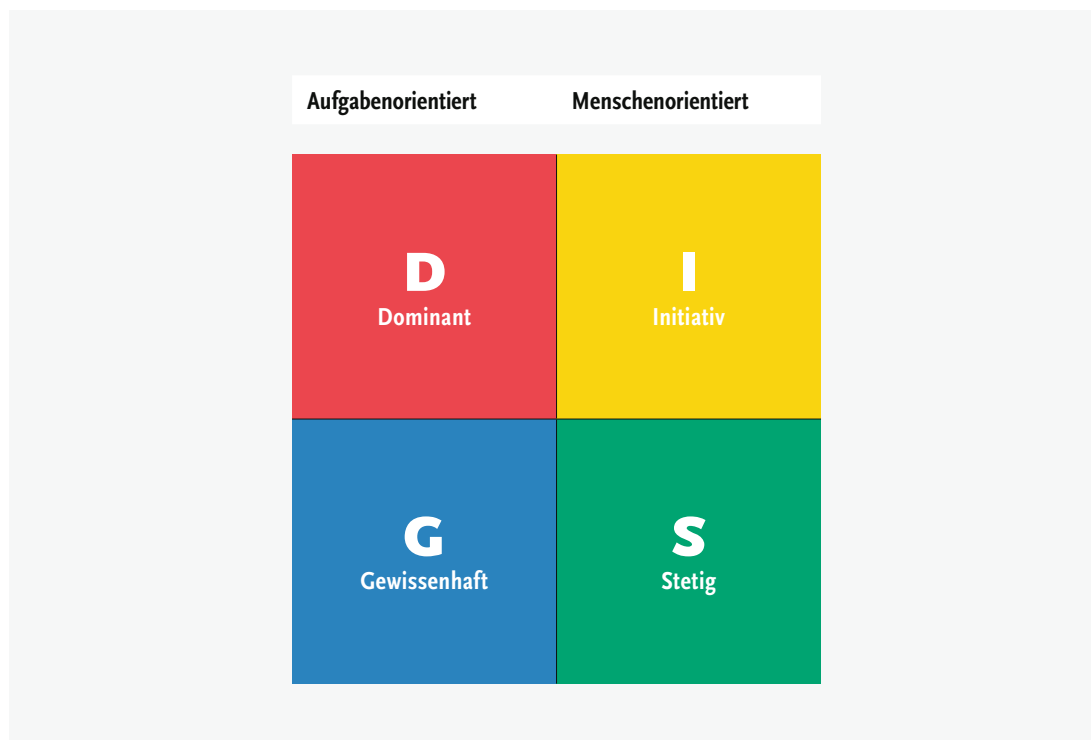 Aufgabenorientiert Menschenorientiert
D
Dominant
I
Initiativ
G
Gewissenhaft
S
Stetig